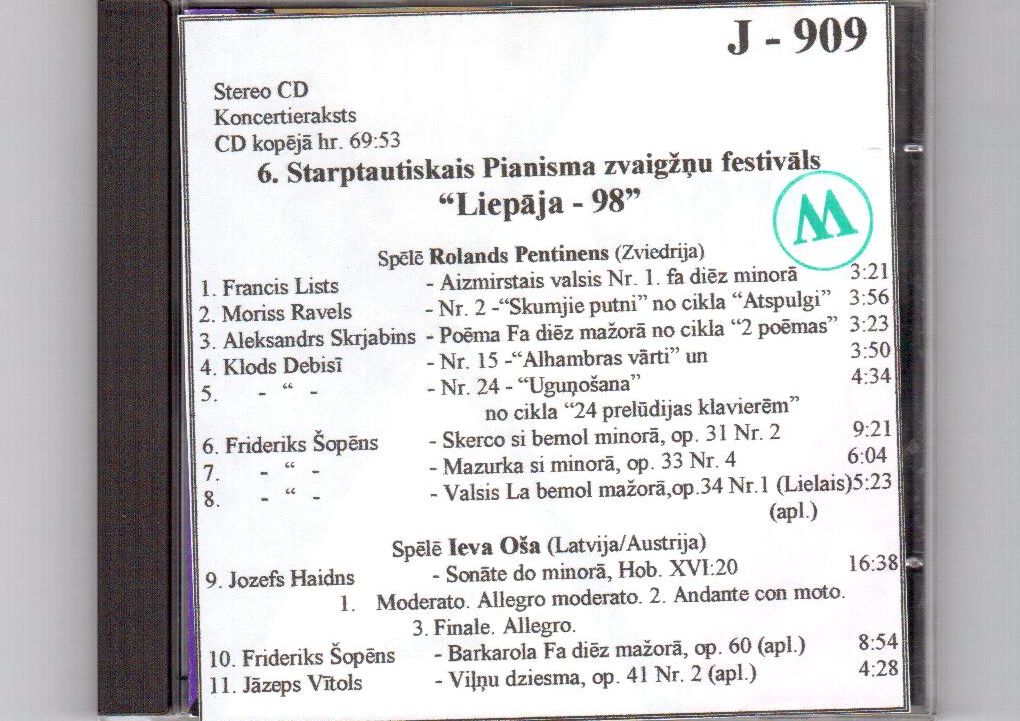 J - 909
Stereo CD
Koncertieraksts
CD kopējā hr. 69:53
6. Starptautiskais Pianisma zvaigžņu festivāls
“Liepāja - 98”
M
Spēlē Rolands Pentinens (Zviedrija)
1. Francis Lists - Aizmirstais valsis Nr. 1. fa diēz minorā 3:21
2. Moriss Ravels - Nr. 2 -“Skumjie putni” no cikla “Atspulgi” 3:56
3. Aleksandrs Skrjabins - Poēma Fa diēz mažorā no cikla “2 poēmas” 3:23
4. Klods Debisī - Nr. 15 -“Alhambras vārti” un 3:50
5. - “ - - Nr. 24 - “Uguņošana” 4:34
no cikla “24 prelūdijas klavierēm”
6. Frideriks Šopēns - Skerco si bemol minorā, op. 31 Nr. 2 9:21
7. - “ - - Mazurka si minorā, op. 33 Nr. 4 6:04
8. - “ - - Valsis La bemol mažorā,op.34 Nr.1 (Lielais)5:23
(apl.)
Spēlē Ieva Oša (Latvija/Austrija)
9. Jozefs Haidns - Sonāte do minorā, Hob. XVI:20 16:38
1. Moderato. Allegro moderato. 2. Andante con moto.
3. Finale. Allegro.
10. Frideriks Šopēns - Barkarola Fa diēz mažorā, op. 60 (apl.) 8:54
11. Jāzeps Vītols - Viļņu dziesma, op. 41 Nr. 2 (apl.) 4:28